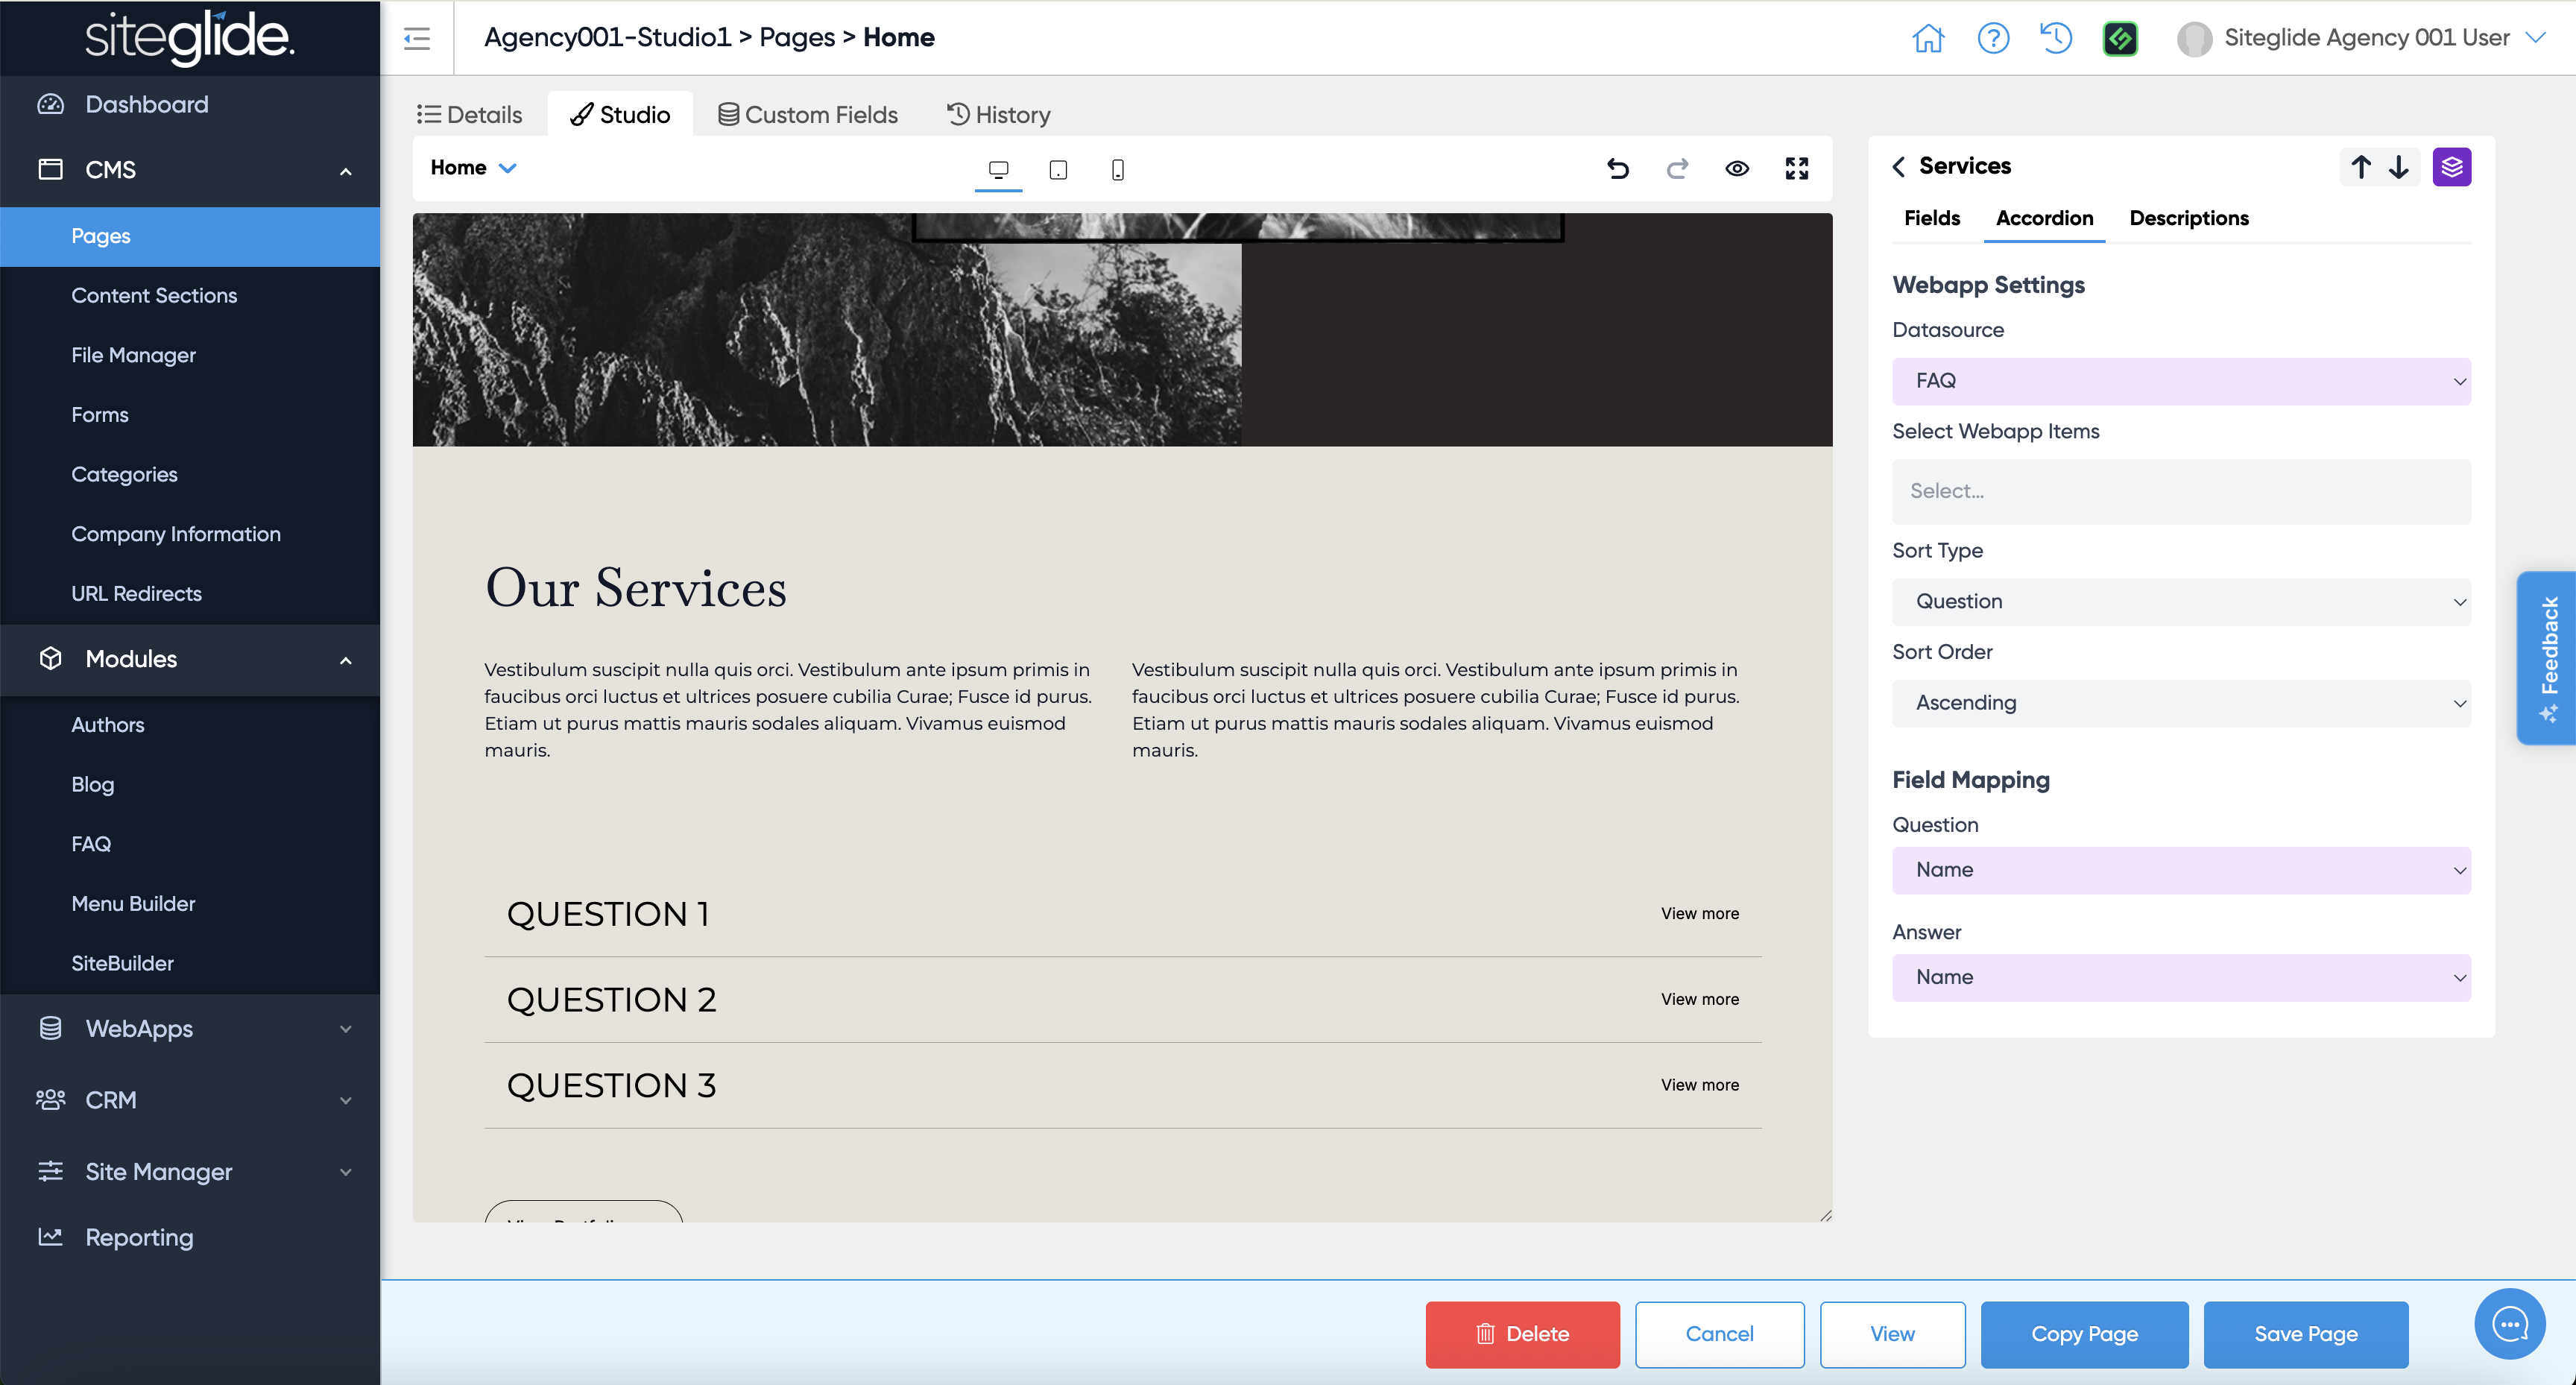 siteglide.
Agency001-Studio1 > Pages > Home
Siteglide Agency 001 User
Dashboard
CMS
Pages
Content Sections
File Manager
Forms
Categories
Company Information
URL Redirects
Modules
Authors
Blog
FAQ
Menu Builder
SiteBuilder
WebApps
CRM
Site Manager
Reporting
Details
Studio
Custom Fields
History
Home
Our Services
Vestibulum suscipit nulla quis orci. Vestibulum ante ipsum primis in
faucibus orci luctus et ultrices posuere cubilia Curae; Fusce id purus.
Etiam ut purus mattis mauris sodales aliquam. Vivamus euismod
mauris.
Vestibulum suscipit nulla quis orci. Vestibulum ante ipsum primis in
faucibus orci luctus et ultrices posuere cubilia Curae; Fusce id purus.
Etiam ut purus mattis mauris sodales aliquam. Vivamus euismod
mauris.
QUESTION 1
View more
QUESTION 2
View more
QUESTION 3
View more
Services
Fields
Accordion
Descriptions
Webapp Settings
Datasource
FAQ
Select Webapp Items
Select...
Sort Type
Question
Sort Order
Ascending
Field Mapping
Question
Name
Answer
Name
Feedback
Delete
Cancel
View
Copy Page
Save Page